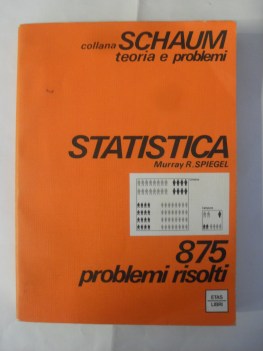 collana SCHAUM
teoria e problemi
STATISTICA
Murray R. SPIEGEL
875
problemi risolti
ETAS
LIBRI